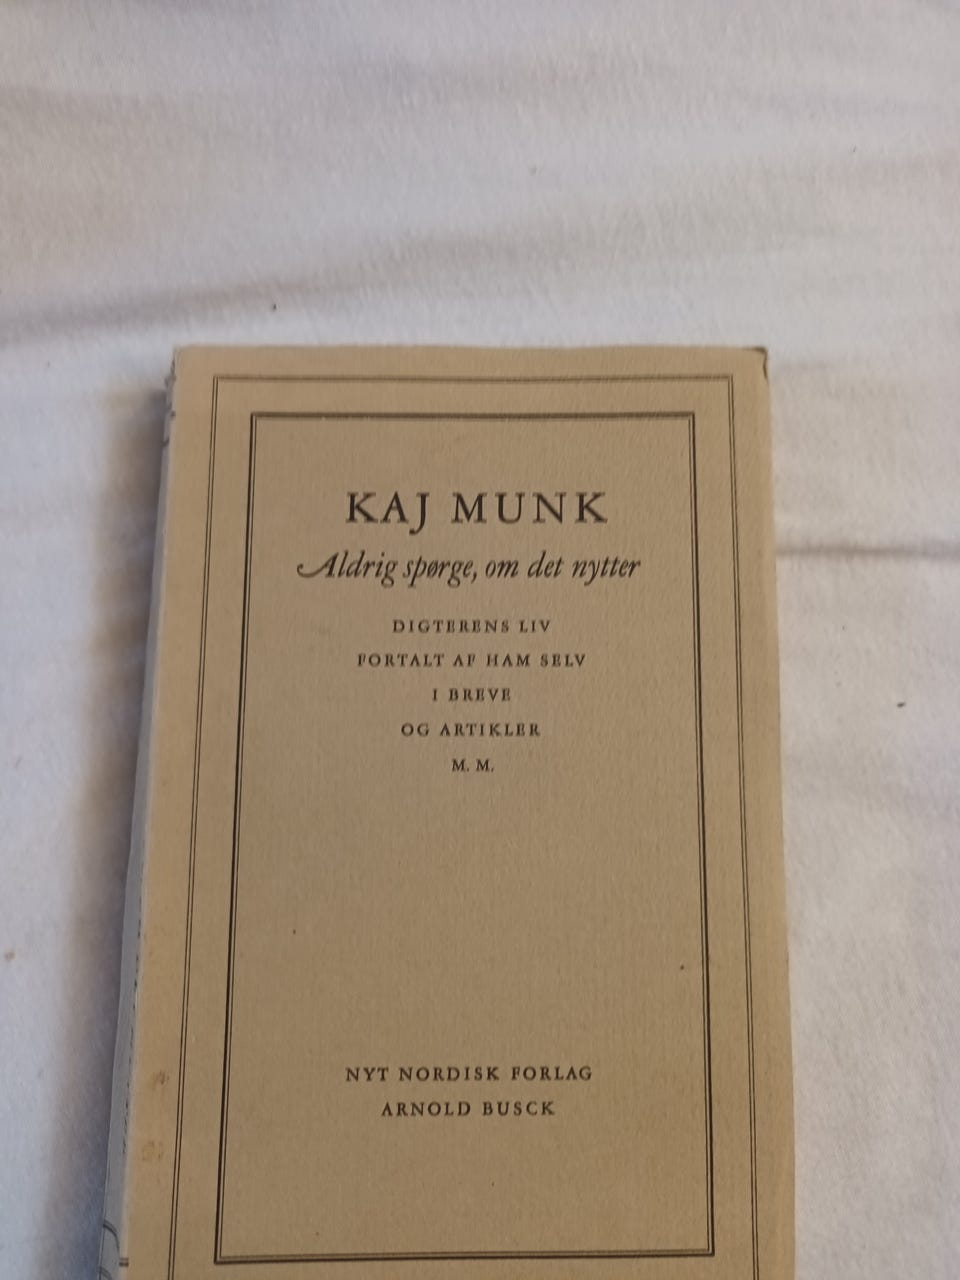 KAJ MUNK
Aldrig spørge, om det nytter
DIGTERENS LIV
FORTALT AF HAM SELV
I BREVE
OG ARTIKLER
M. M.
NYT NORDISK FORLAG
ARNOLD BUSCK